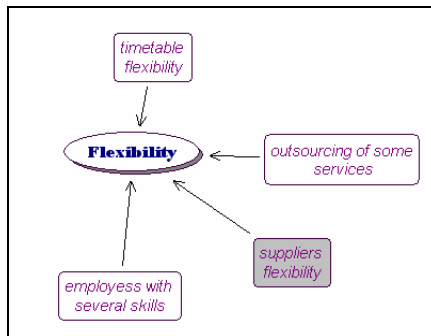 timetable
flexibility
Flexibility
outsourcing of some
services
suppliers
flexibility
employess with
several skills